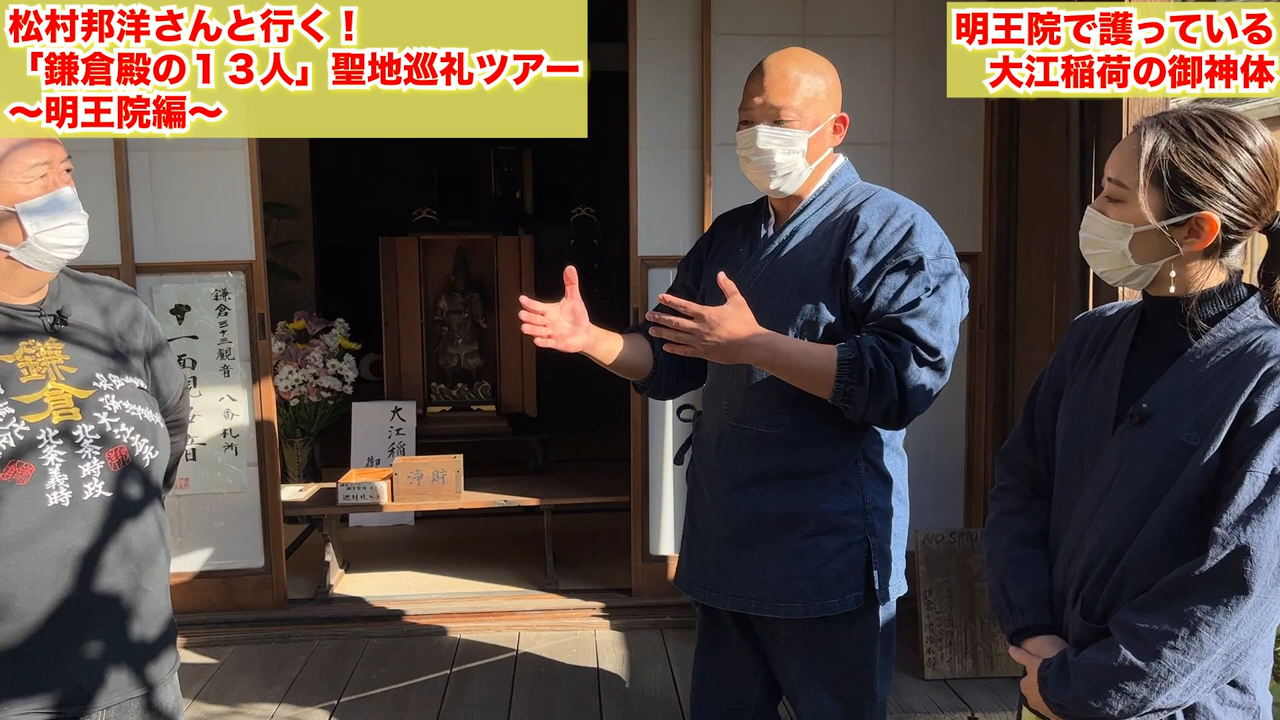 松村邦洋さんと行く！
「鎌倉殿の１３人」聖地巡礼ツアー
～明王院編～
明王院で護っている
大江稲荷の御神体
鎌倉三十三観音 八番札所
十一面観世音
大江稲
御
浄財
鎌倉
北条時政
北条義時
NO SMO